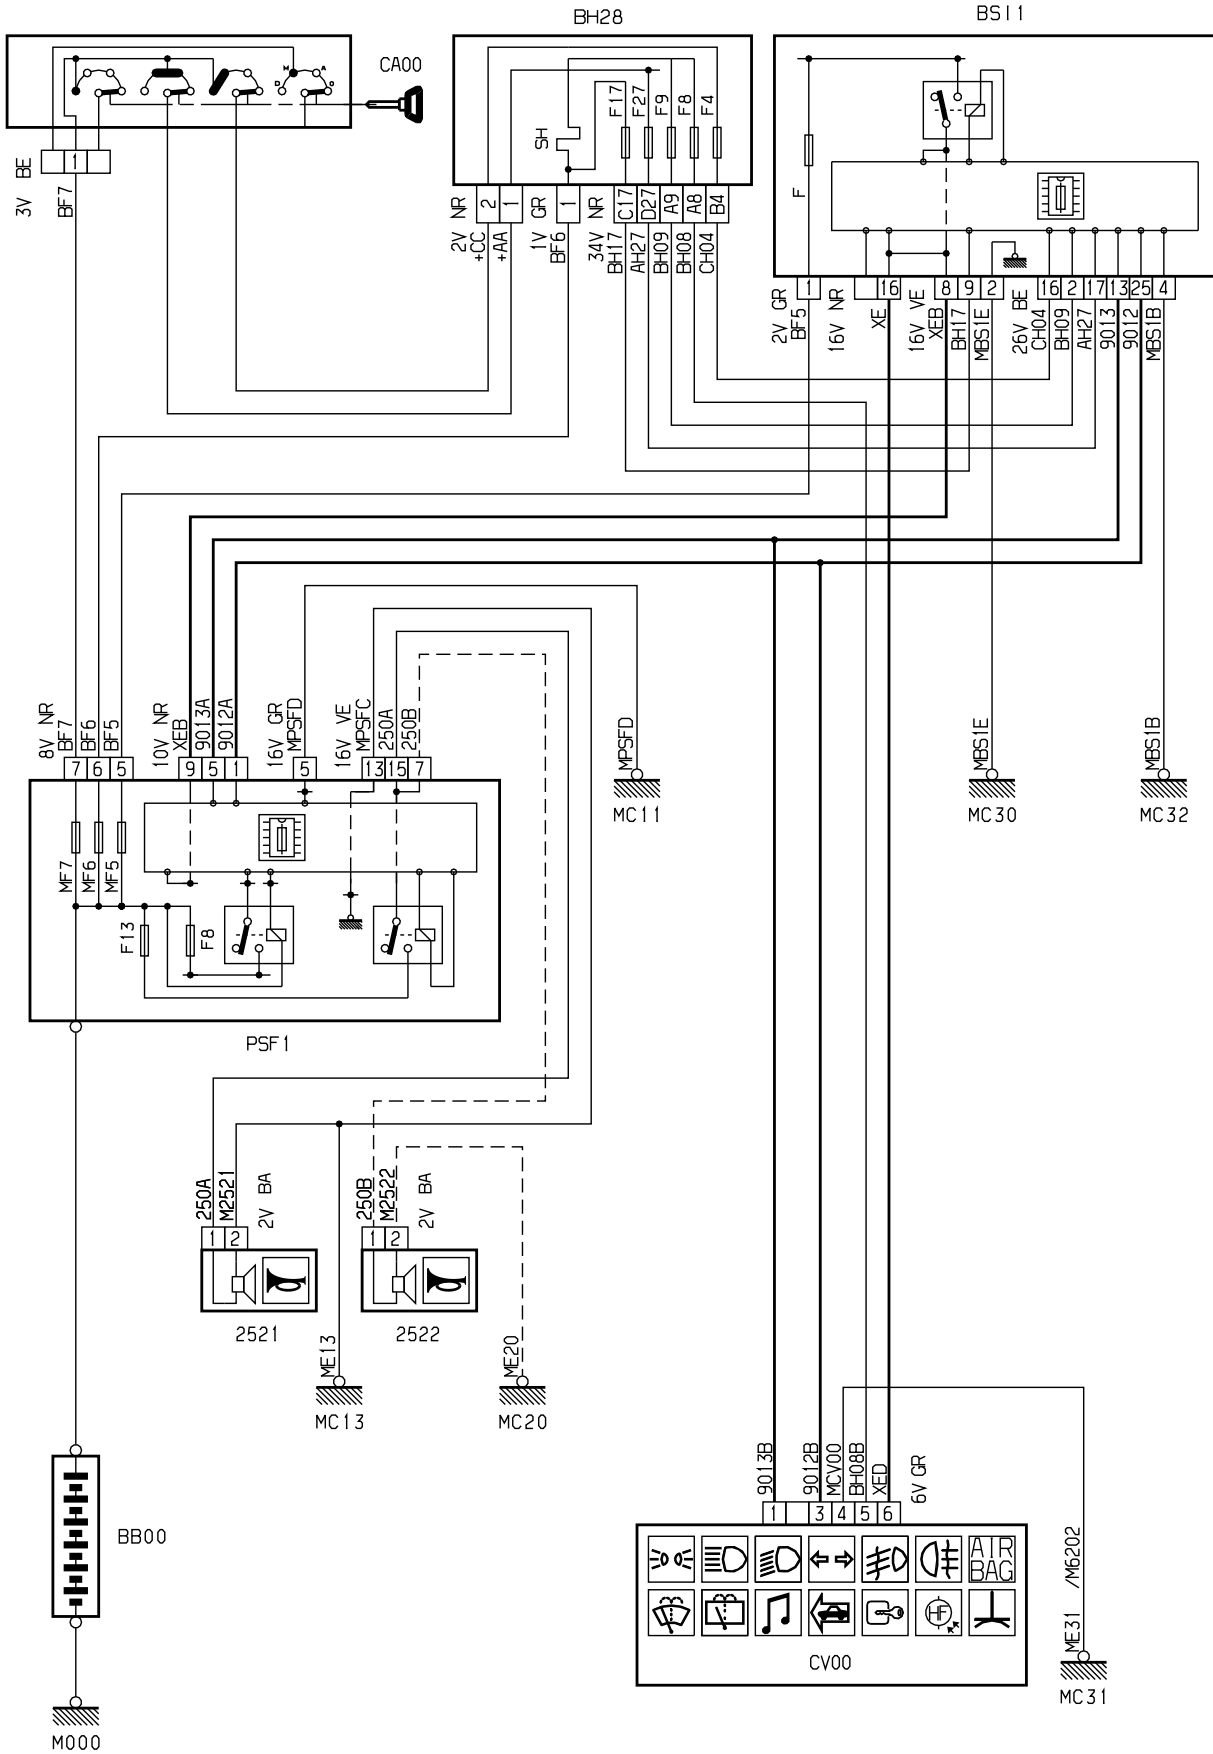 BH28
BSI1
CA00
M
A
D
O
3V BE
1
BF7
SH
F17
F27
F9
F8
F4
2V NR
2
1
+CC
+AA
1V GR
1
BF6
34V NR
C17
D27
A9
A8
B4
BH17
AH27
BH09
BH08
CH04
F
2V GR
1
BF5
16V NR
16
XE
16V VE
8
9
2
XEB
BH17
MBS1E
26V BE
16
2
17
13
25
4
CH04
BH09
AH27
9013
9012
MBS1B
8V NR
BF7
BF6
BF5
7
6
5
10V NR
XEB
9013A
9012A
9
5
1
16V GR
MPSFD
5
16V VE
MPSFC
250A
250B
13
15
7
MPSFD
MC11
MBS1E
MC30
MBS1B
MC32
MF7
MF6
MF5
F13
F8
PSF1
250A
M2521
2V BA
1
2
2521
250B
M2522
2V BA
1
2
2522
ME13
MC13
ME20
MC20
BB00
M000
9013B
9012B
MCV00
BH08B
XED
6V GR
1
3
4
5
6
AIR
BAG
HF
CV00
ME31 /M6202
MC31